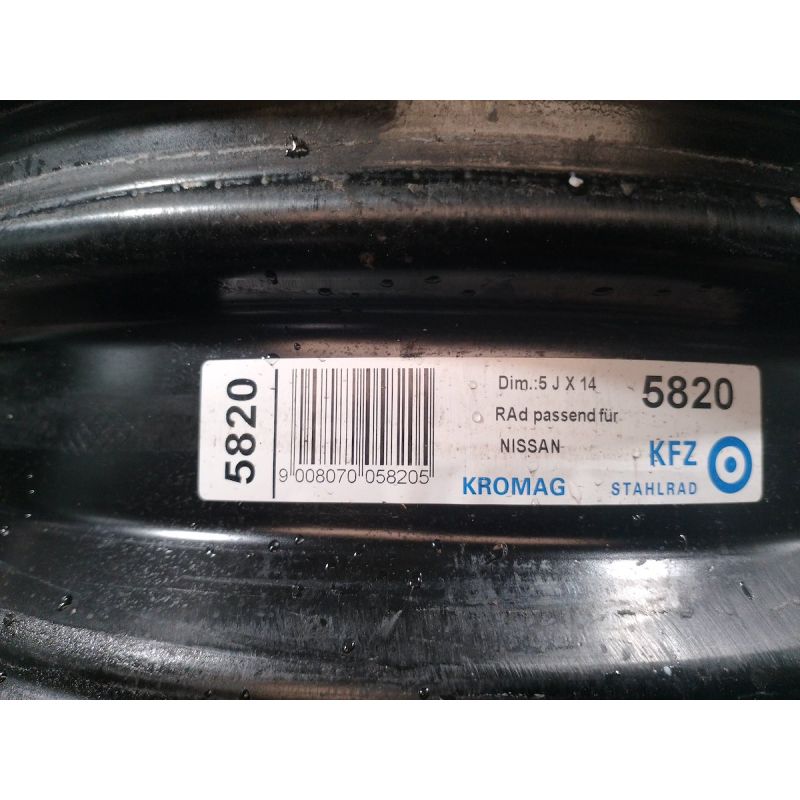 5820
9 008070 058205
Dim.:5 J X 14
RAd passend für
NISSAN
KROMAG
5820
KFZ
STAHLRAD